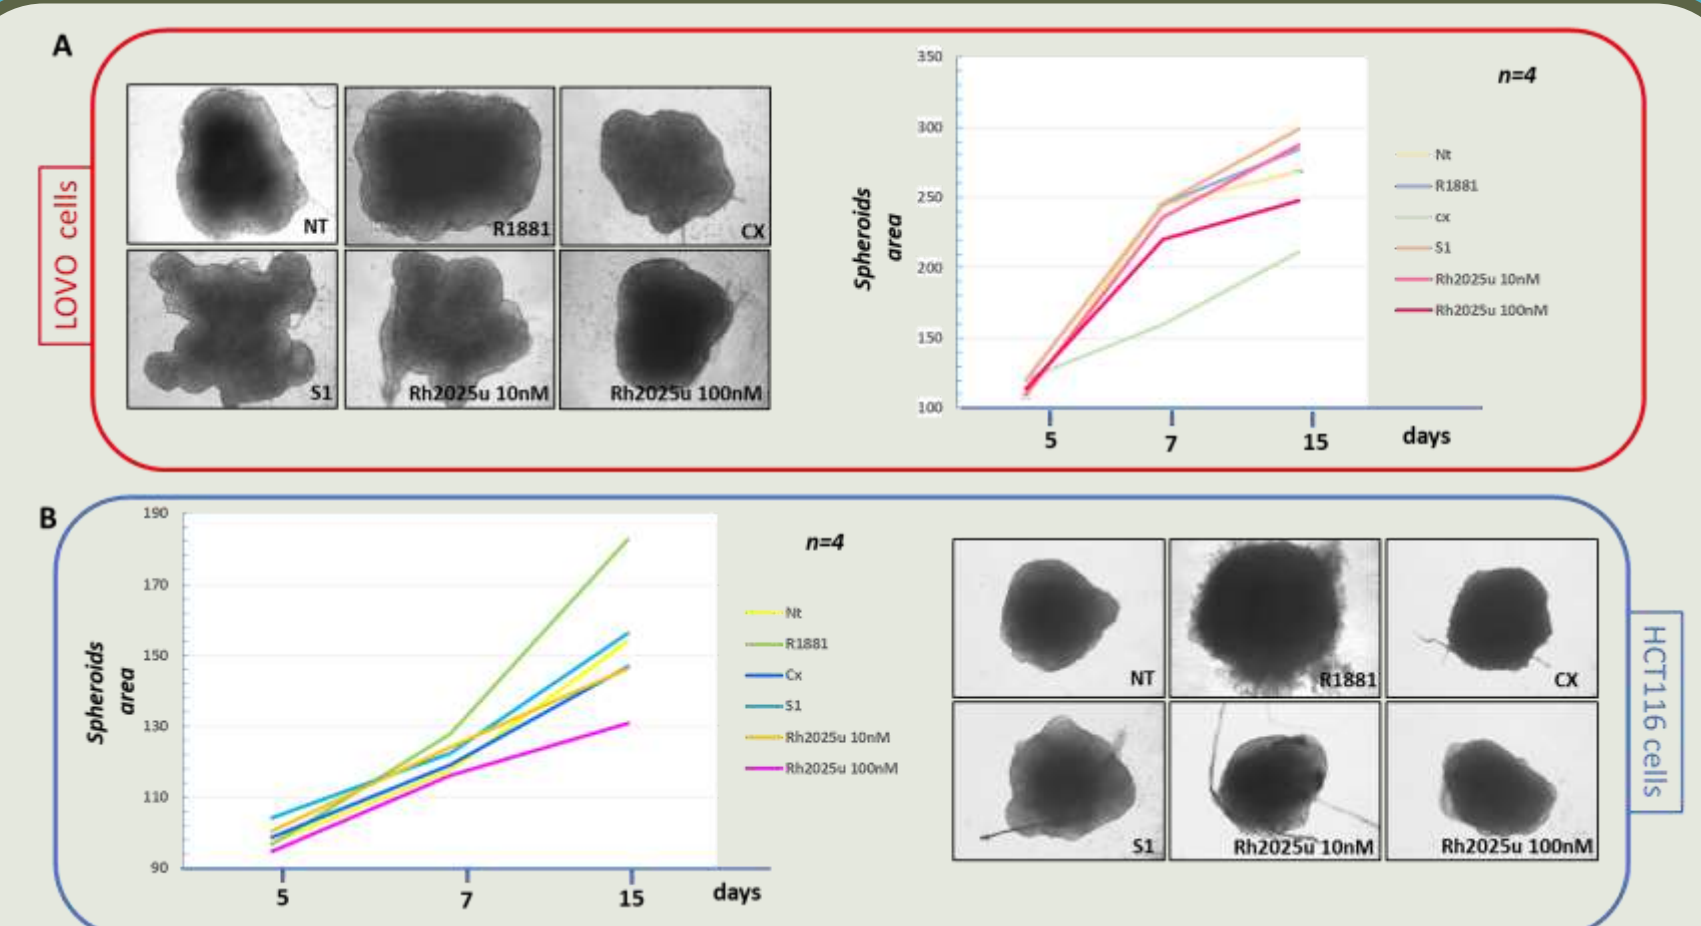 A
LOVO cells
NT
R1881
CX
S1
Rh2025u 10nM
Rh2025u 100nM
Spheroids
area
350
300
250
200
150
100
5
7
15
days
n=4
Nt
R1881
cx
S1
Rh2025u 10nM
Rh2025u 100nM
B
Spheroids
area
190
170
150
130
110
90
5
7
15
days
n=4
Nt
R1881
Cx
S1
Rh2025u 10nM
Rh2025u 100nM
NT
R1881
CX
S1
Rh2025u 10nM
Rh2025u 100nM
HCT116 cells